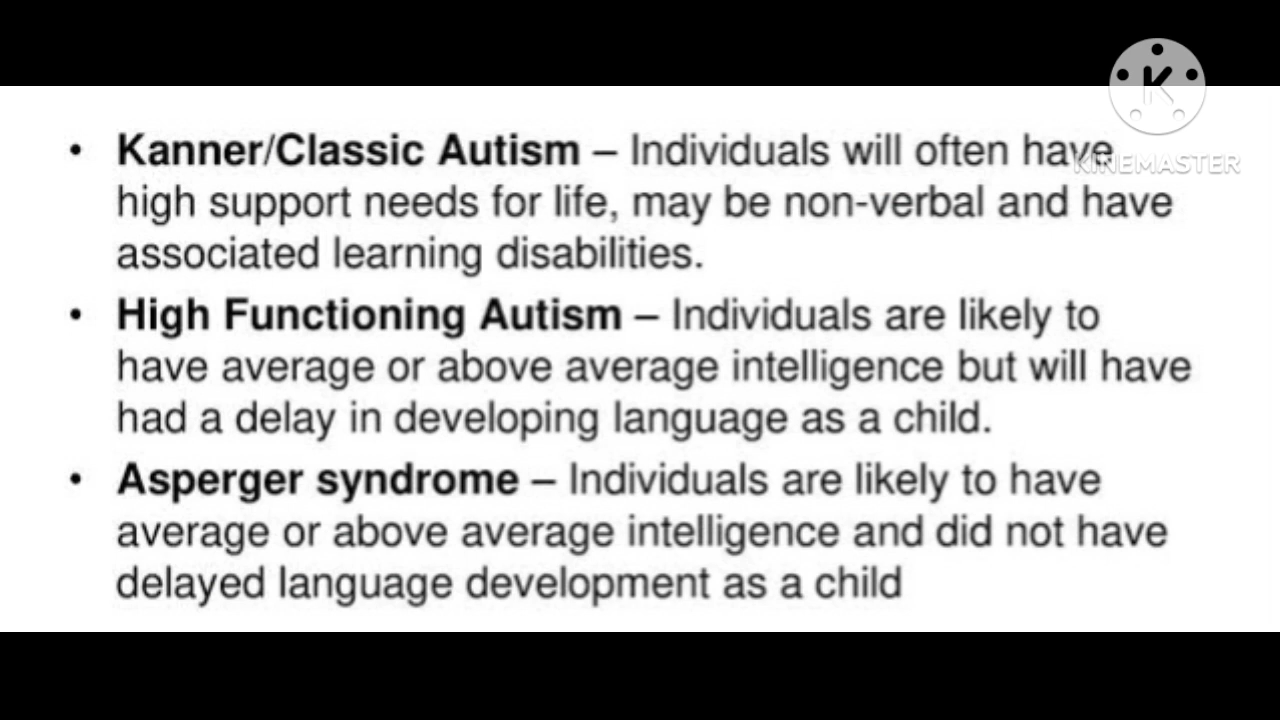 • Kanner/Classic Autism – Individuals will often have
high support needs for life, may be non-verbal and have
associated learning disabilities.
• High Functioning Autism – Individuals are likely to
have average or above average intelligence but will have
had a delay in developing language as a child.
• Asperger syndrome – Individuals are likely to have
average or above average intelligence and did not have
delayed language development as a child
K
KINEMASTER